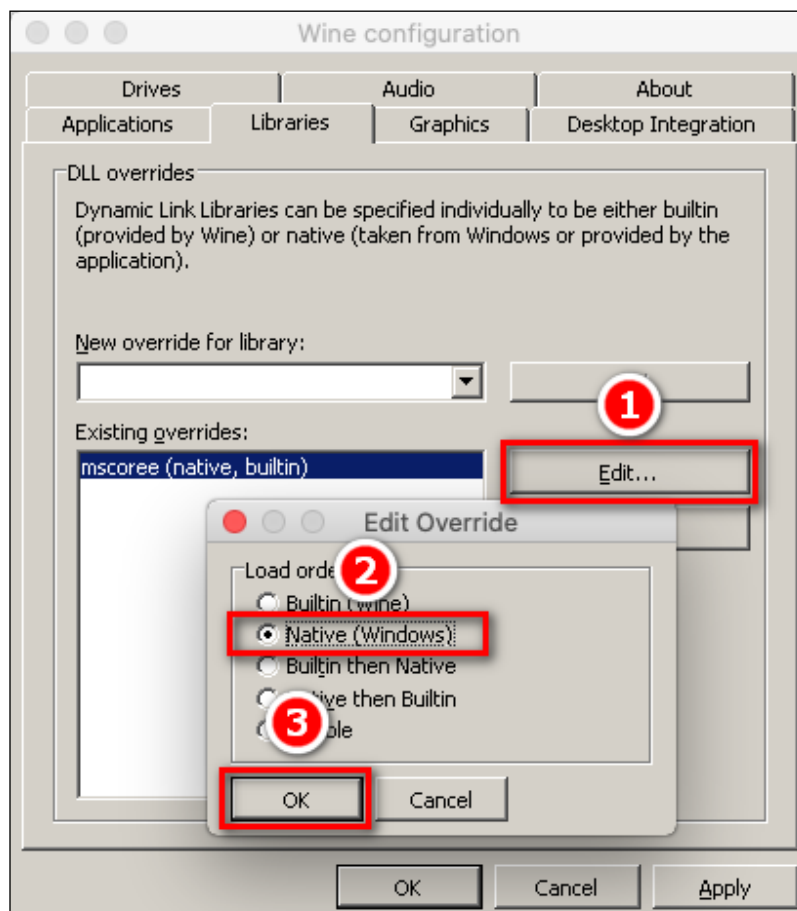 Wine configuration
Drives
Audio
About
Applications
Libraries
Graphics
Desktop Integration
DLL overrides
Dynamic Link Libraries can be specified individually to be either builtin
(provided by Wine) or native (taken from Windows or provided by the
application).
New override for library:
1
Existing overrides:
mscoree (native, builtin)
Edit...
Edit Override
Load orde
2
Builtin (Wine)
Native (Windows)
Builtin then Native
then Builtin
3
OK
Cancel
OK
Cancel
Apply